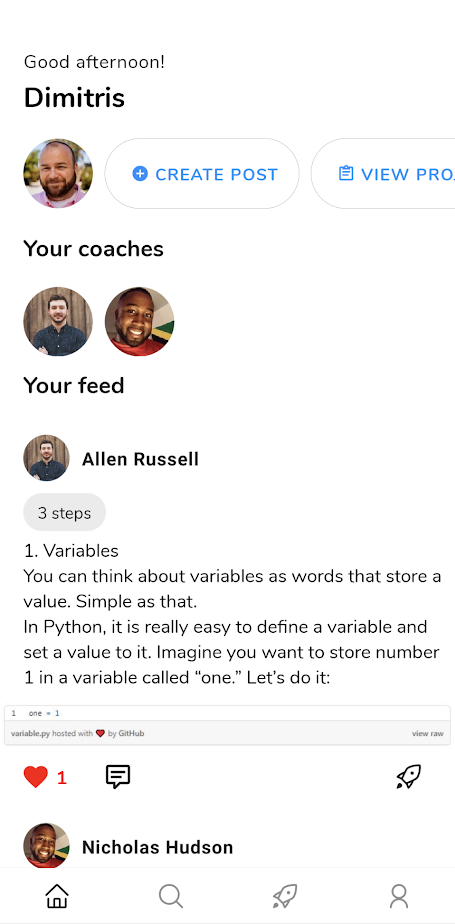 Good afternoon!
Dimitris
CREATE POST
VIEW PRO
Your coaches
Your feed
Allen Russell
3 steps
1. Variables
You can think about variables as words that store a
value. Simple as that.
In Python, it is really easy to define a variable and
set a value to it. Imagine you want to store number
1 in a variable called “one.” Let’s do it:
1 one = 1
variable.py hosted with ❤ by GitHub view raw
1
Nicholas Hudson